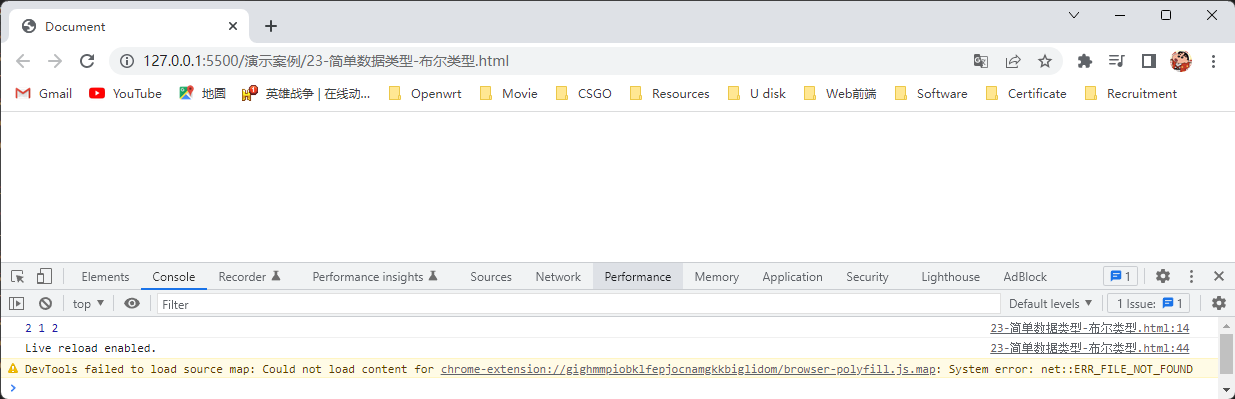 Document
127.0.0.1:5500/演示案例/23-简单数据类型-布尔类型.html
Gmail YouTube 地图 英雄战争 | 在线动... Openwrt Movie CSGO Resources U disk Web前端 Software Certificate Recruitment
Elements Console Recorder Performance insights Sources Network Performance Memory Application Security Lighthouse AdBlock 1
top Filter Default levels 1 Issue: 1
2 1 2 23-简单数据类型-布尔类型.html:14
Live reload enabled. 23-简单数据类型-布尔类型.html:44
DevTools failed to load source map: Could not load content for chrome-extension://gighmmpiobklfepjocnamgkkbiglidom/browser-polyfill.js.map: System error: net::ERR_FILE_NOT_FOUND